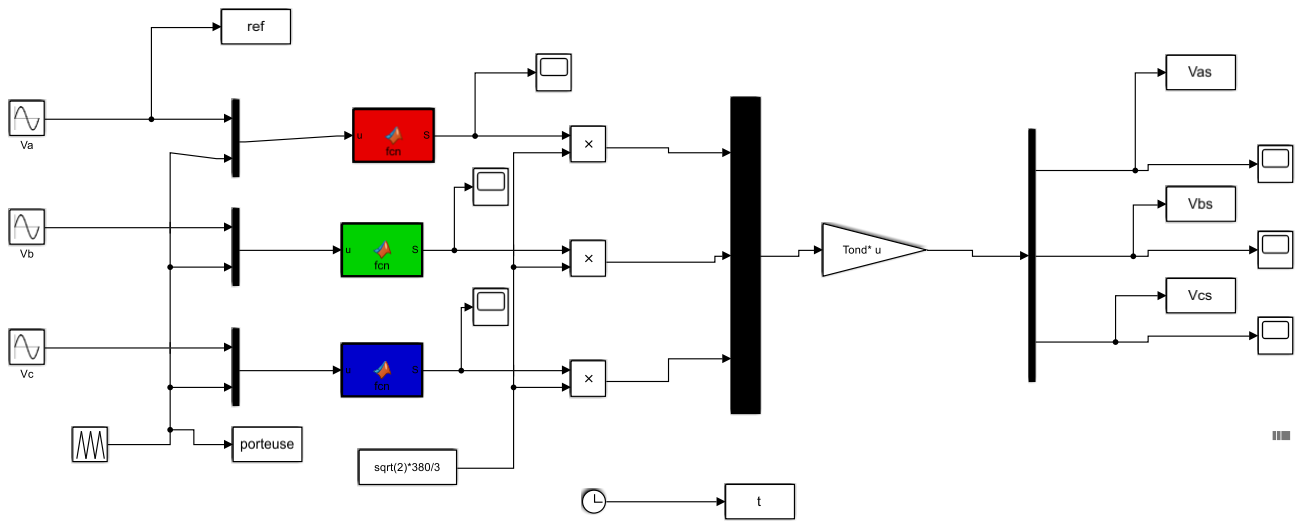 ref
Va
u
fcn
S
Vas
Vb
u
fcn
S
Tond* u
Vbs
Vc
u
fcn
S
Vcs
porteuse
sqrt(2)*380/3
t